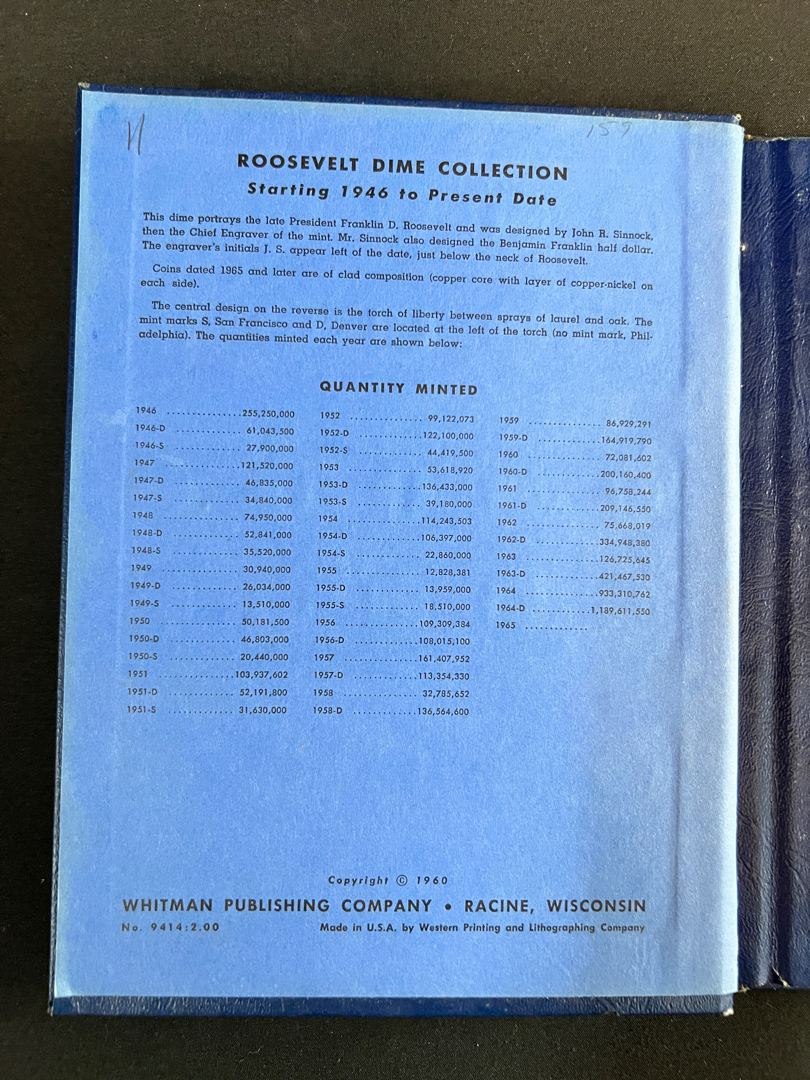 N
157
ROOSEVELT DIME COLLECTION
Starting 1946 to Present Date
This dime portrays the late President Franklin D. Roosevelt and was designed by John R. Sinnock,
then the Chief Engraver of the mint. Mr. Sinnock also designed the Benjamin Franklin half dollar.
The engraver's initials J. S. appear left of the date, just below the neck of Roosevelt.
Coins dated 1965 and later are of clad composition (copper core with layer of copper-nickel on
each side).
The central design on the reverse is the torch of liberty between sprays of laurel and oak. The
mint marks S, San Francisco and D, Denver are located at the left of the torch (no mint mark, Phil-
adelphia). The quantities minted each year are shown below:
QUANTITY MINTED
1946 ..............255,250,000
1946-D .............. 61,043,500
1946-S .............. 27,900,000
1947 ..............121,520,000
1947-D .............. 46,835,000
1947-S .............. 34,840,000
1948 .............. 74,950,000
1948-D .............. 52,841,000
1948-S .............. 35,520,000
1949 .............. 30,940,000
1949-D .............. 26,034,000
1949-S .............. 13,510,000
1950 .............. 50,181,500
1950-D .............. 46,803,000
1950-S .............. 20,440,000
1951 ..............103,937,602
1951-D .............. 52,191,800
1951-S .............. 31,630,000
1952 .............. 99,122,073
1952-D ..............122,100,000
1952-S .............. 44,419,500
1953 .............. 53,618,920
1953-D ..............136,433,000
1953-S .............. 39,180,000
1954 ..............114,243,503
1954-D ..............106,397,000
1954-S .............. 22,860,000
1955 .............. 12,828,381
1955-D .............. 13,959,000
1955-S .............. 18,510,000
1956 ..............109,309,384
1956-D ..............108,015,100
1957 ..............161,407,952
1957-D ..............113,354,330
1958 .............. 32,785,652
1958-D ..............136,564,600
1959 .............. 86,929,291
1959-D ..............164,919,790
1960 .............. 72,081,602
1960-D ..............200,160,400
1961 .............. 96,758,244
1961-D ..............209,146,550
1962 .............. 75,668,019
1962-D ..............334,948,380
1963 ..............126,725,645
1963-D ..............421,467,530
1964 ..............933,310,762
1964-D ............1,189,611,550
1965 ............
Copyright © 1960
WHITMAN PUBLISHING COMPANY • RACINE, WISCONSIN
No. 9414:2.00 Made in U.S.A. by Western Printing and Lithographing Company